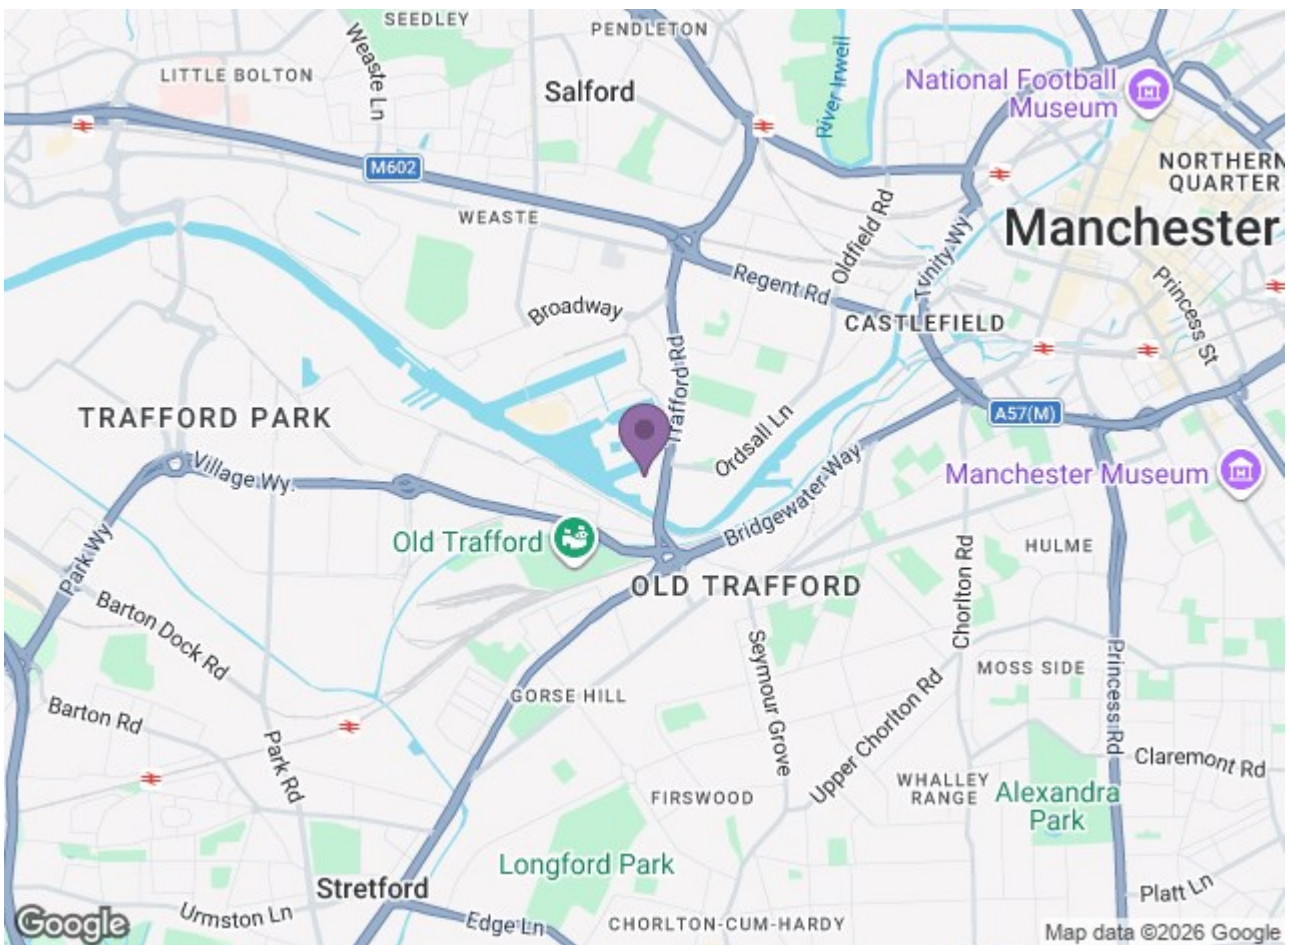 SEEDLEY
PENDLETON
Weaste Ln
LITTLE BOLTON
Salford
River Irwell
National Football
Museum
M602
NORTHERN
QUARTER
WEASTE
Oldfield Rd
Trinity Wy
Manchester
Regent Rd
Princess St
Broadway
CASTLEFIELD
Trafford Rd
TRAFFORD PARK
Ordsall Ln
A57(M)
Village Wy.
Bridgewater Way
Manchester Museum
Park Wy
Old Trafford
HULME
Chorlton Rd
OLD TRAFFORD
Barton Dock Rd
Seymour Grove
MOSS SIDE
Princess Rd
GORSE HILL
Upper Chorlton Rd
Barton Rd
Park Rd
Claremont Rd
WHALLEY
RANGE
Alexandra
Park
FIRSWOOD
Longford Park
Stretford
Platt Ln
Urmston Ln
Edge Ln
CHORLTON-CUM-HARDY
Google
Map data ©2026 Google